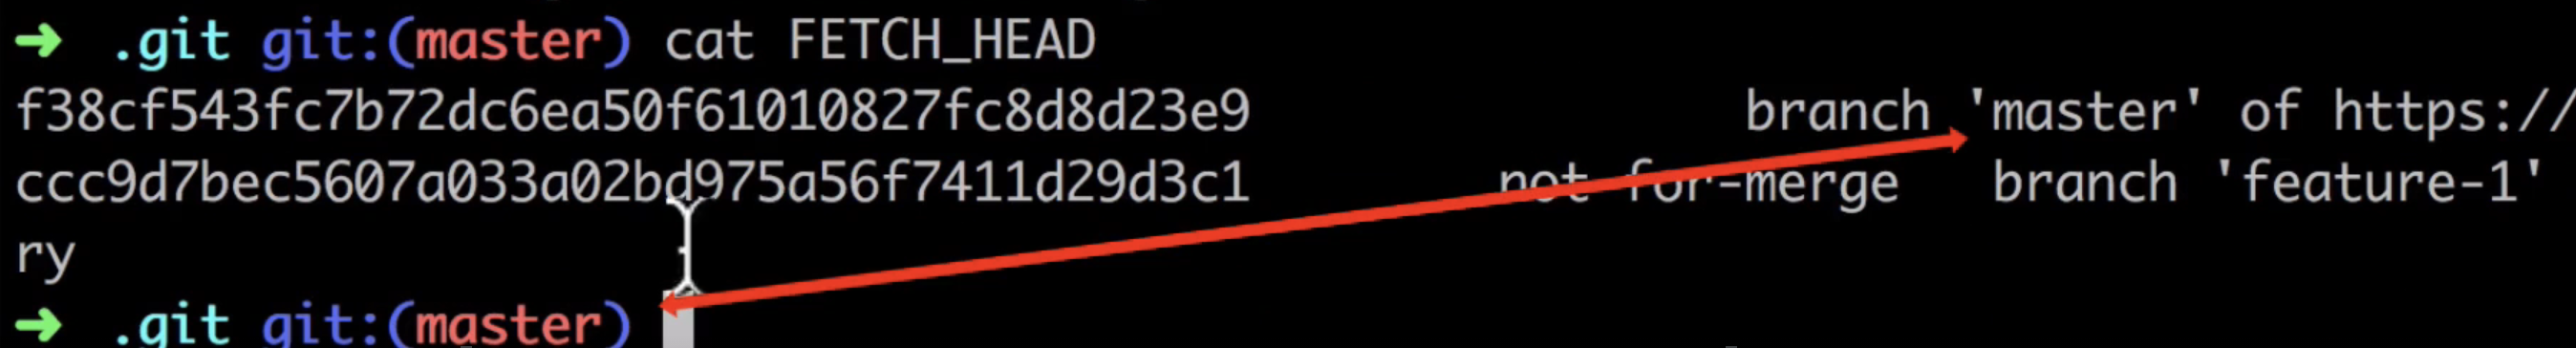 ➜ .git git:(master) cat FETCH_HEAD
f38cf543fc7b72dc6ea50f61010827fc8d8d23e9 branch 'master' of https://
ccc9d7bec5607a033a02bd975a56f7411d29d3c1 not-for-merge branch 'feature-1'
ry
➜ .git git:(master)